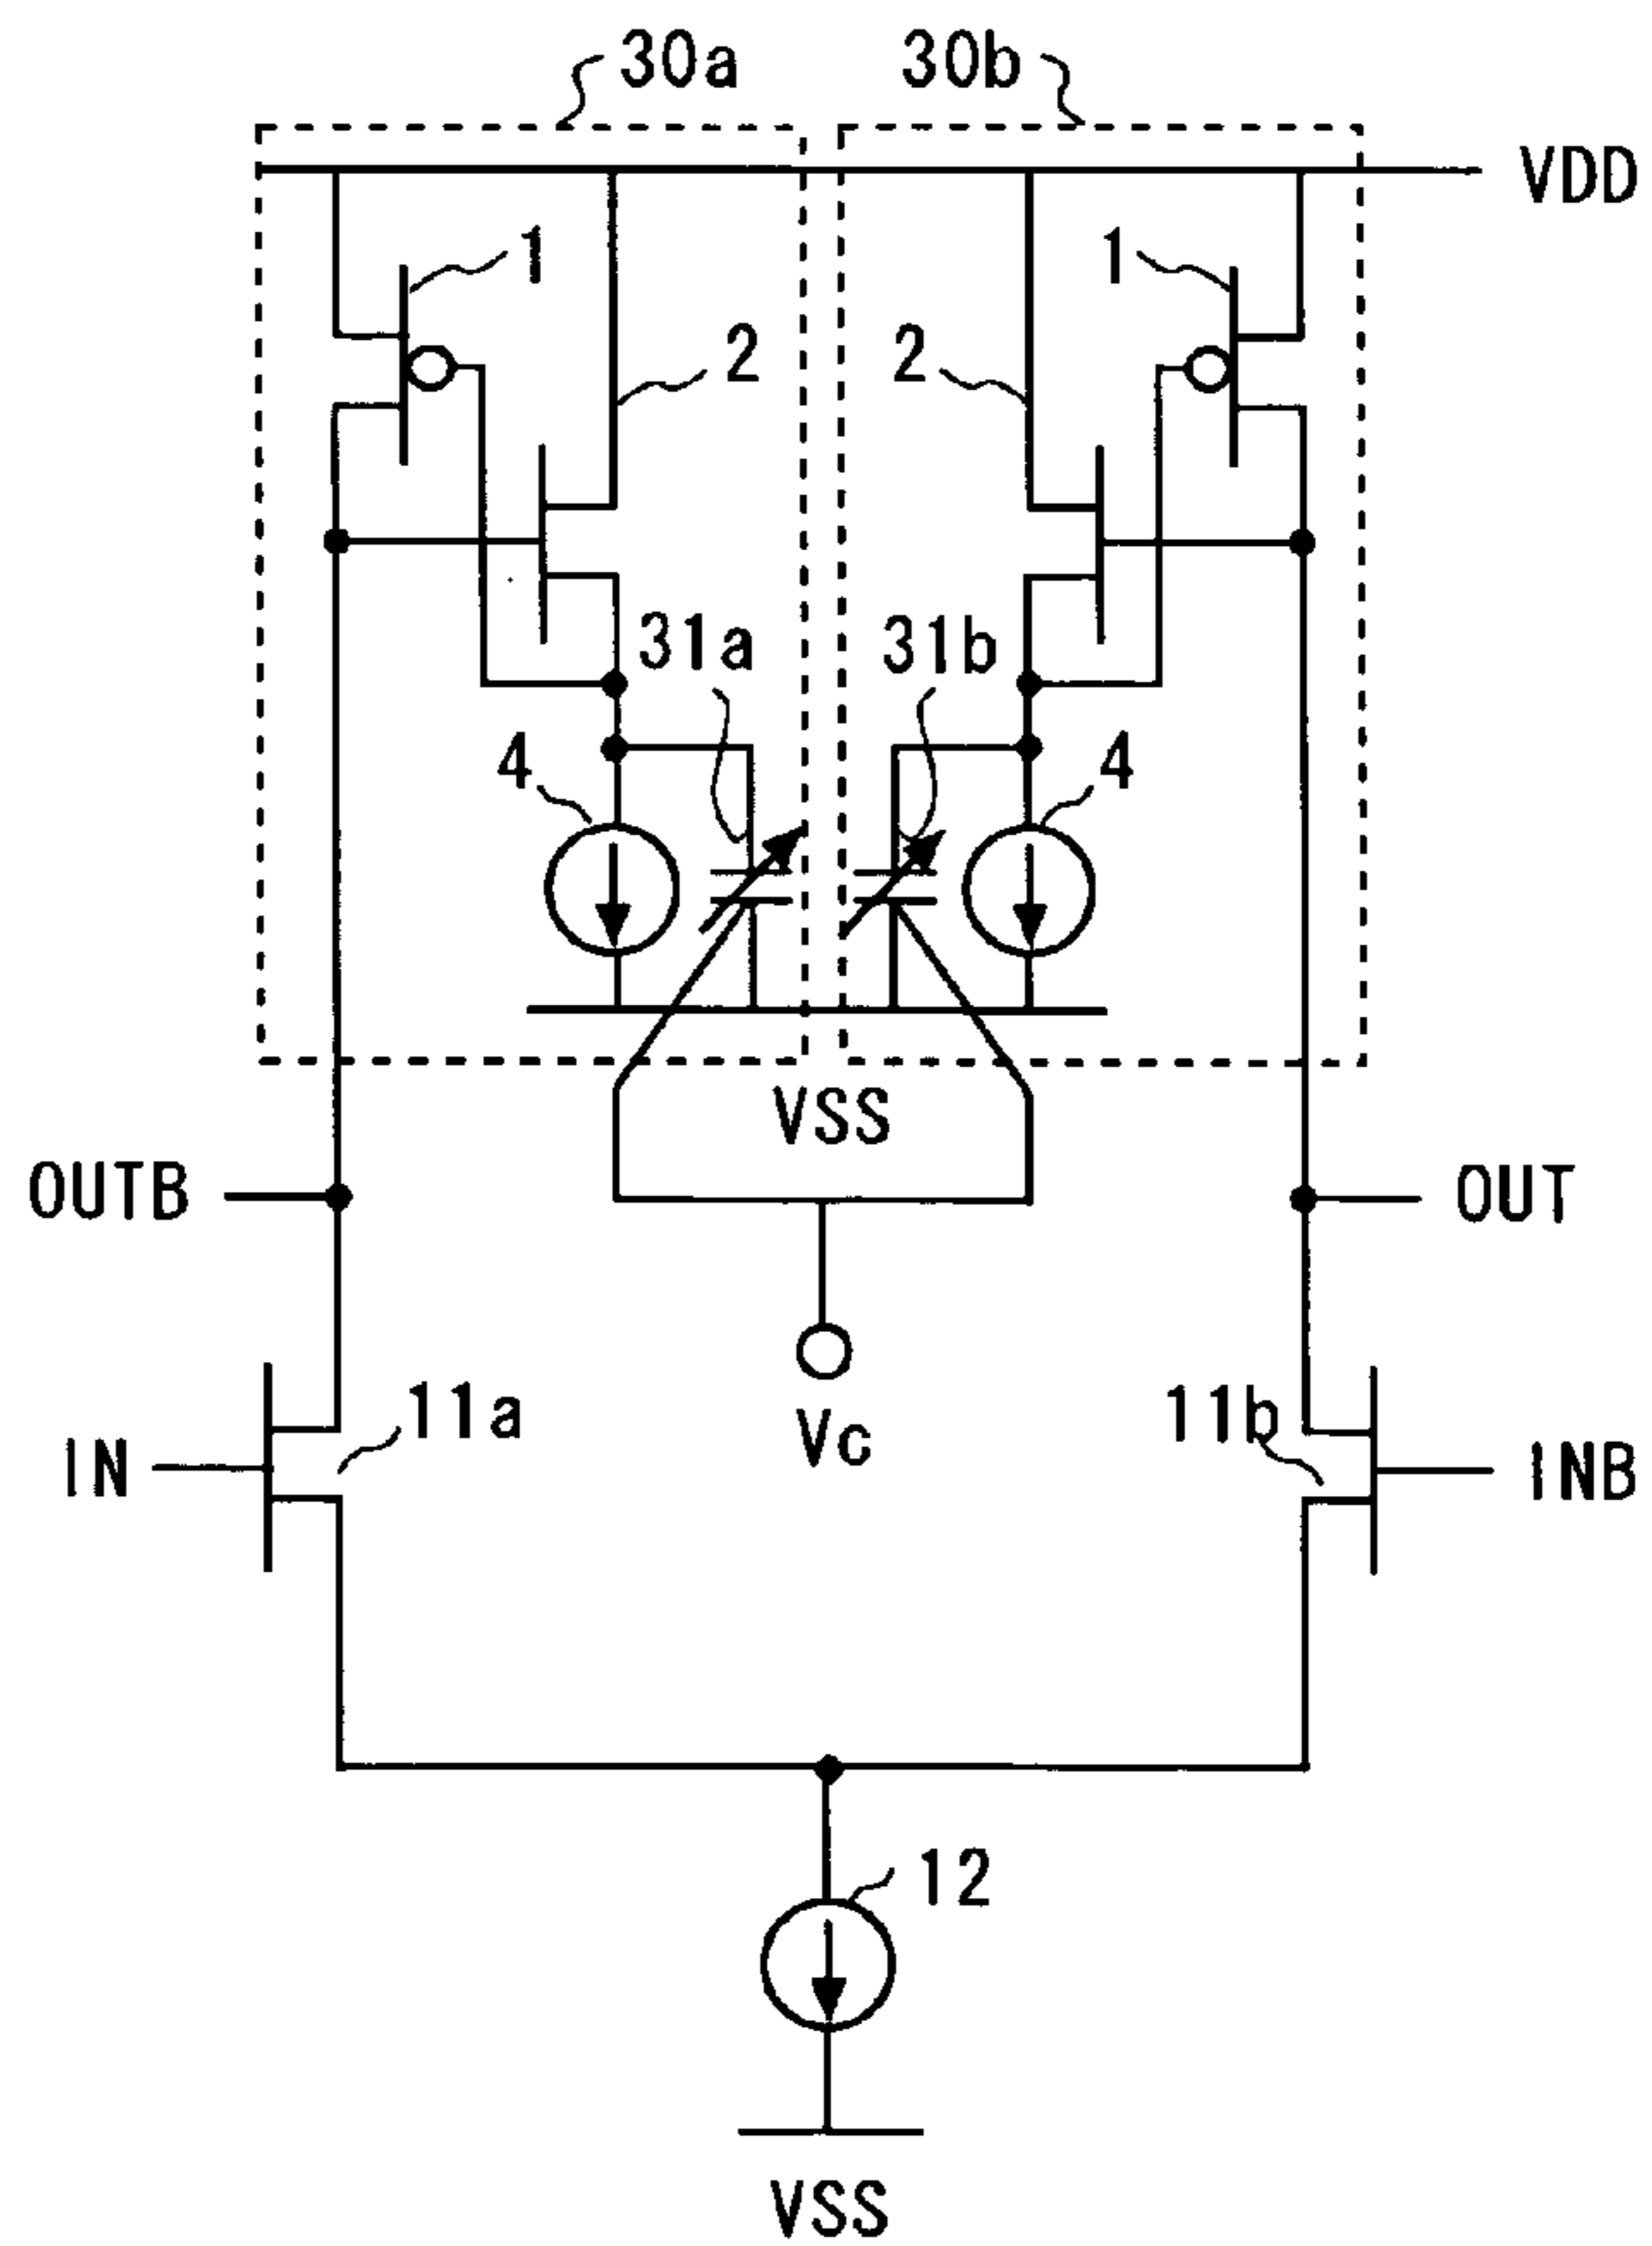 30a 30b
VDD
1 1
2 2
31a 31b
4 4
VSS
OUTB OUT
Vc
11a 11b
IN INB
12
VSS